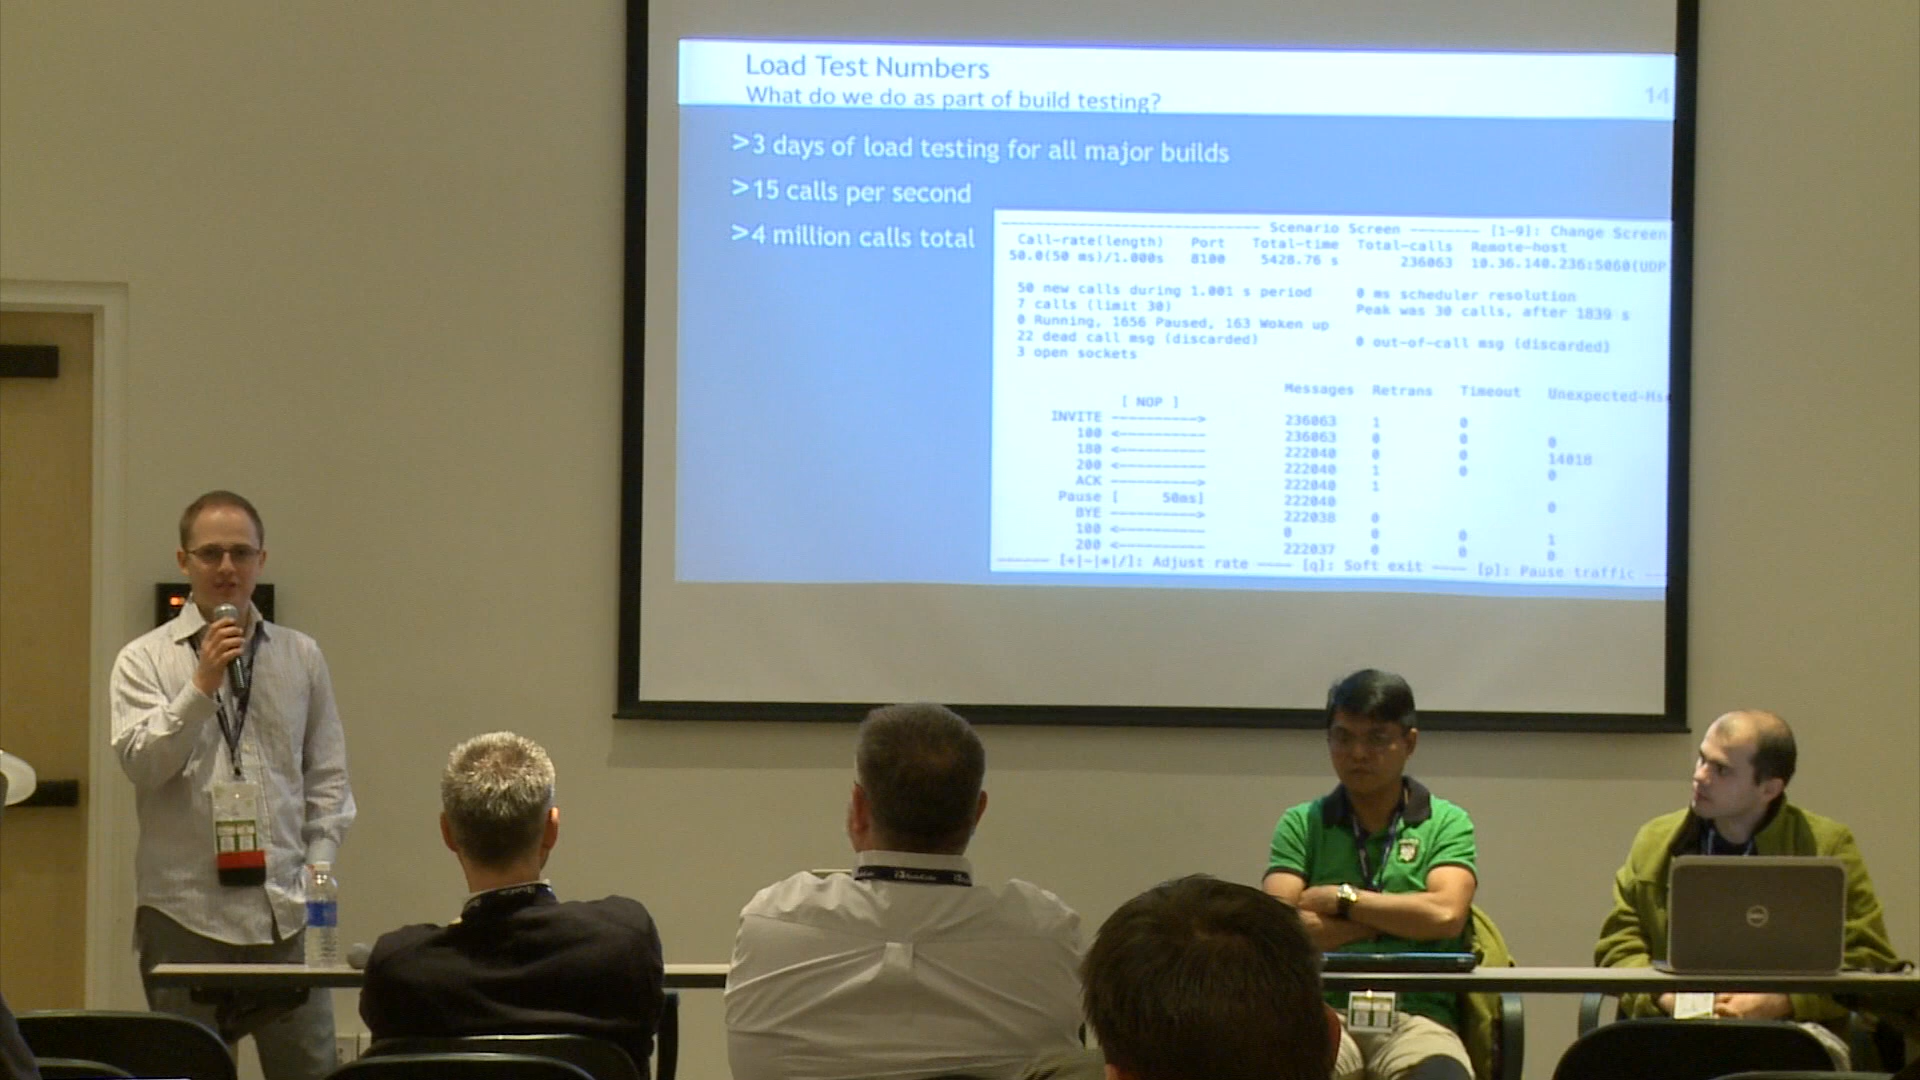 Load Test Numbers
What do we do as part of build testing?
14
>3 days of load testing for all major builds
>15 calls per second
>4 million calls total
------------------------------ Scenario Screen -------- [1-9]: Change Screen
Call-rate(length) Port Total-time Total-calls Remote-host
50.0(50 ms)/1.000s 8100 5428.76 s 236063 10.36.140.236:5060(UDP
50 new calls during 1.001 s period 0 ms scheduler resolution
7 calls (limit 30) Peak was 30 calls, after 1839 s
0 Running, 1656 Paused, 163 Woken up
22 dead call msg (discarded) 0 out-of-call msg (discarded)
3 open sockets
Messages Retrans Timeout Unexpected-Ms
[ NOP ]
INVITE ----------> 236063 1 0
100 <---------- 236063 0 0 0
180 <---------- 222040 0 0 14018
200 <---------- 222040 1 0 0
ACK ----------> 222040 1
Pause [ 50ms] 222040 0
BYE ----------> 222038 0
100 <---------- 0 0 0 1
200 <---------- 222037 0 0 0
------ [+|-|*|/]: Adjust rate ---- [q]: Soft exit ---- [p]: Pause traffic ---
DELL